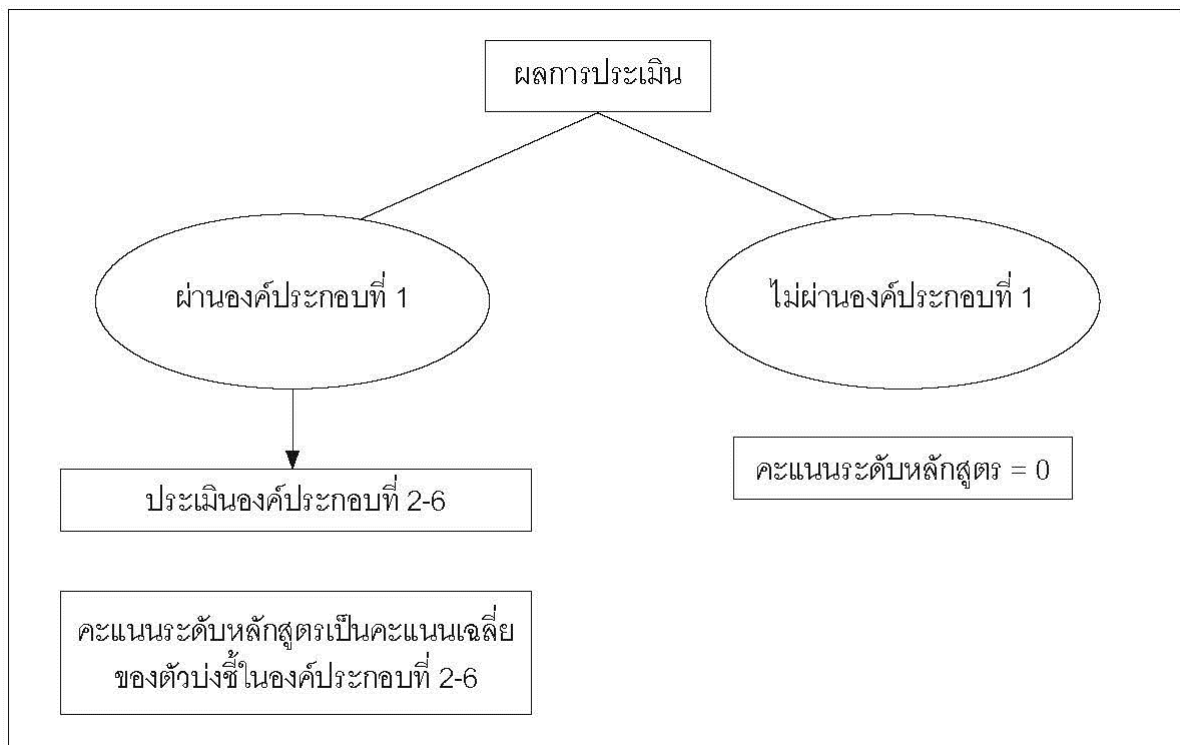 ผลการประเมิน
ผ่านองค์ประกอบที่ 1
ไม่ผ่านองค์ประกอบที่ 1
ประเมินองค์ประกอบที่ 2-6
คะแนนระดับหลักสูตร = 0
คะแนนระดับหลักสูตรเป็นคะแนนเฉลี่ย
ของตัวบ่งชี้ในองค์ประกอบที่ 2-6